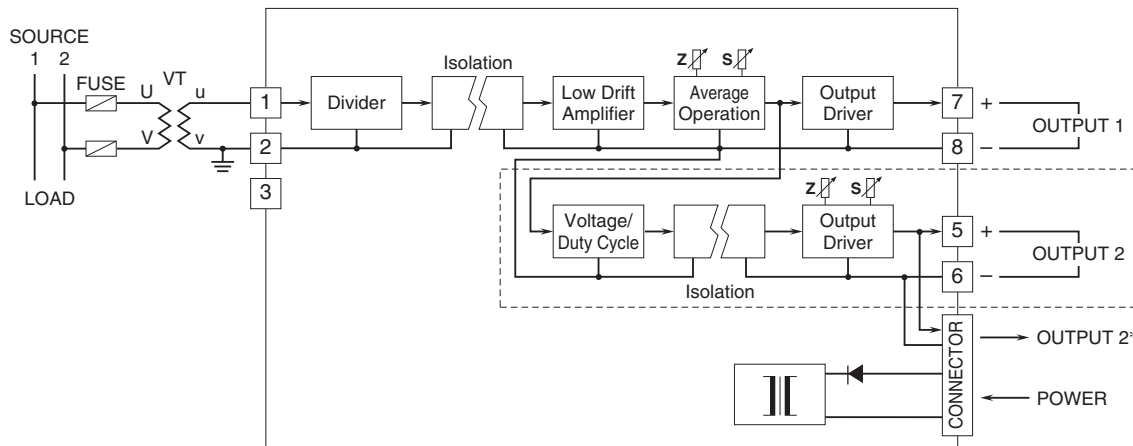 SOURCE
1 2
FUSE
VT
U
u
V
v
LOAD
1
2
3
Divider
Isolation
Low Drift
Amplifier
Z
S
Average
Operation
Output
Driver
7
+
8
–
OUTPUT 1
Voltage/
Duty Cycle
Isolation
Z
S
Output
Driver
5
+
6
–
OUTPUT 2
CONNECTOR
OUTPUT 2*
POWER